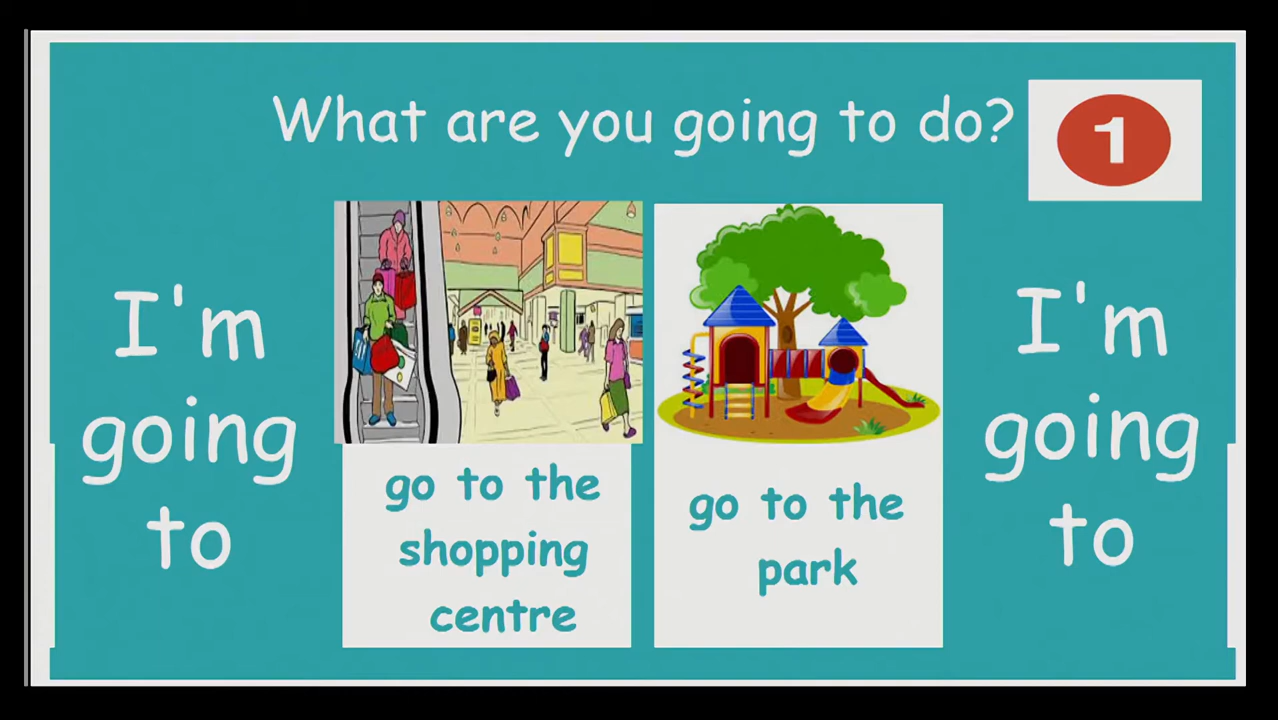 What are you going to do?
1
I'm
going
to
go to the
shopping
centre
go to the
park
I'm
going
to